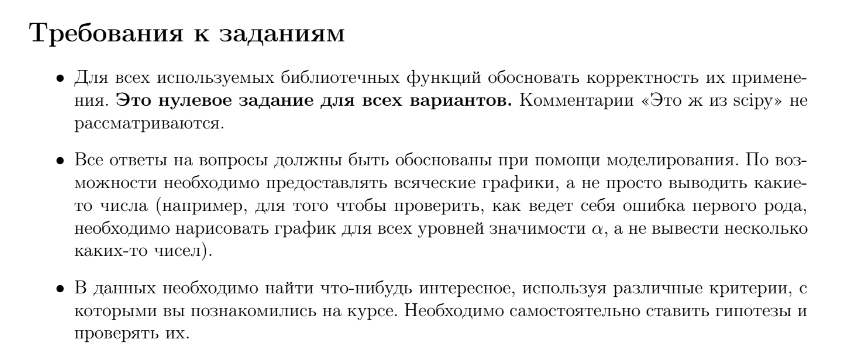 Требования к заданиям
• Для всех используемых библиотечных функций обосновать корректность их примене-
ния. Это нулевое задание для всех вариантов. Комментарии «Это ж из scipy» не
рассматриваются.
• Все ответы на вопросы должны быть обоснованы при помощи моделирования. По воз-
можности необходимо предоставлять всяческие графики, а не просто выводить какие-
то числа (например, для того чтобы проверить, как ведет себя ошибка первого рода,
необходимо нарисовать график для всех уровней значимости α, а не вывести несколько
каких-то чисел).
• В данных необходимо найти что-нибудь интересное, используя различные критерии, с
которыми вы познакомились на курсе. Необходимо самостоятельно ставить гипотезы и
проверять их.